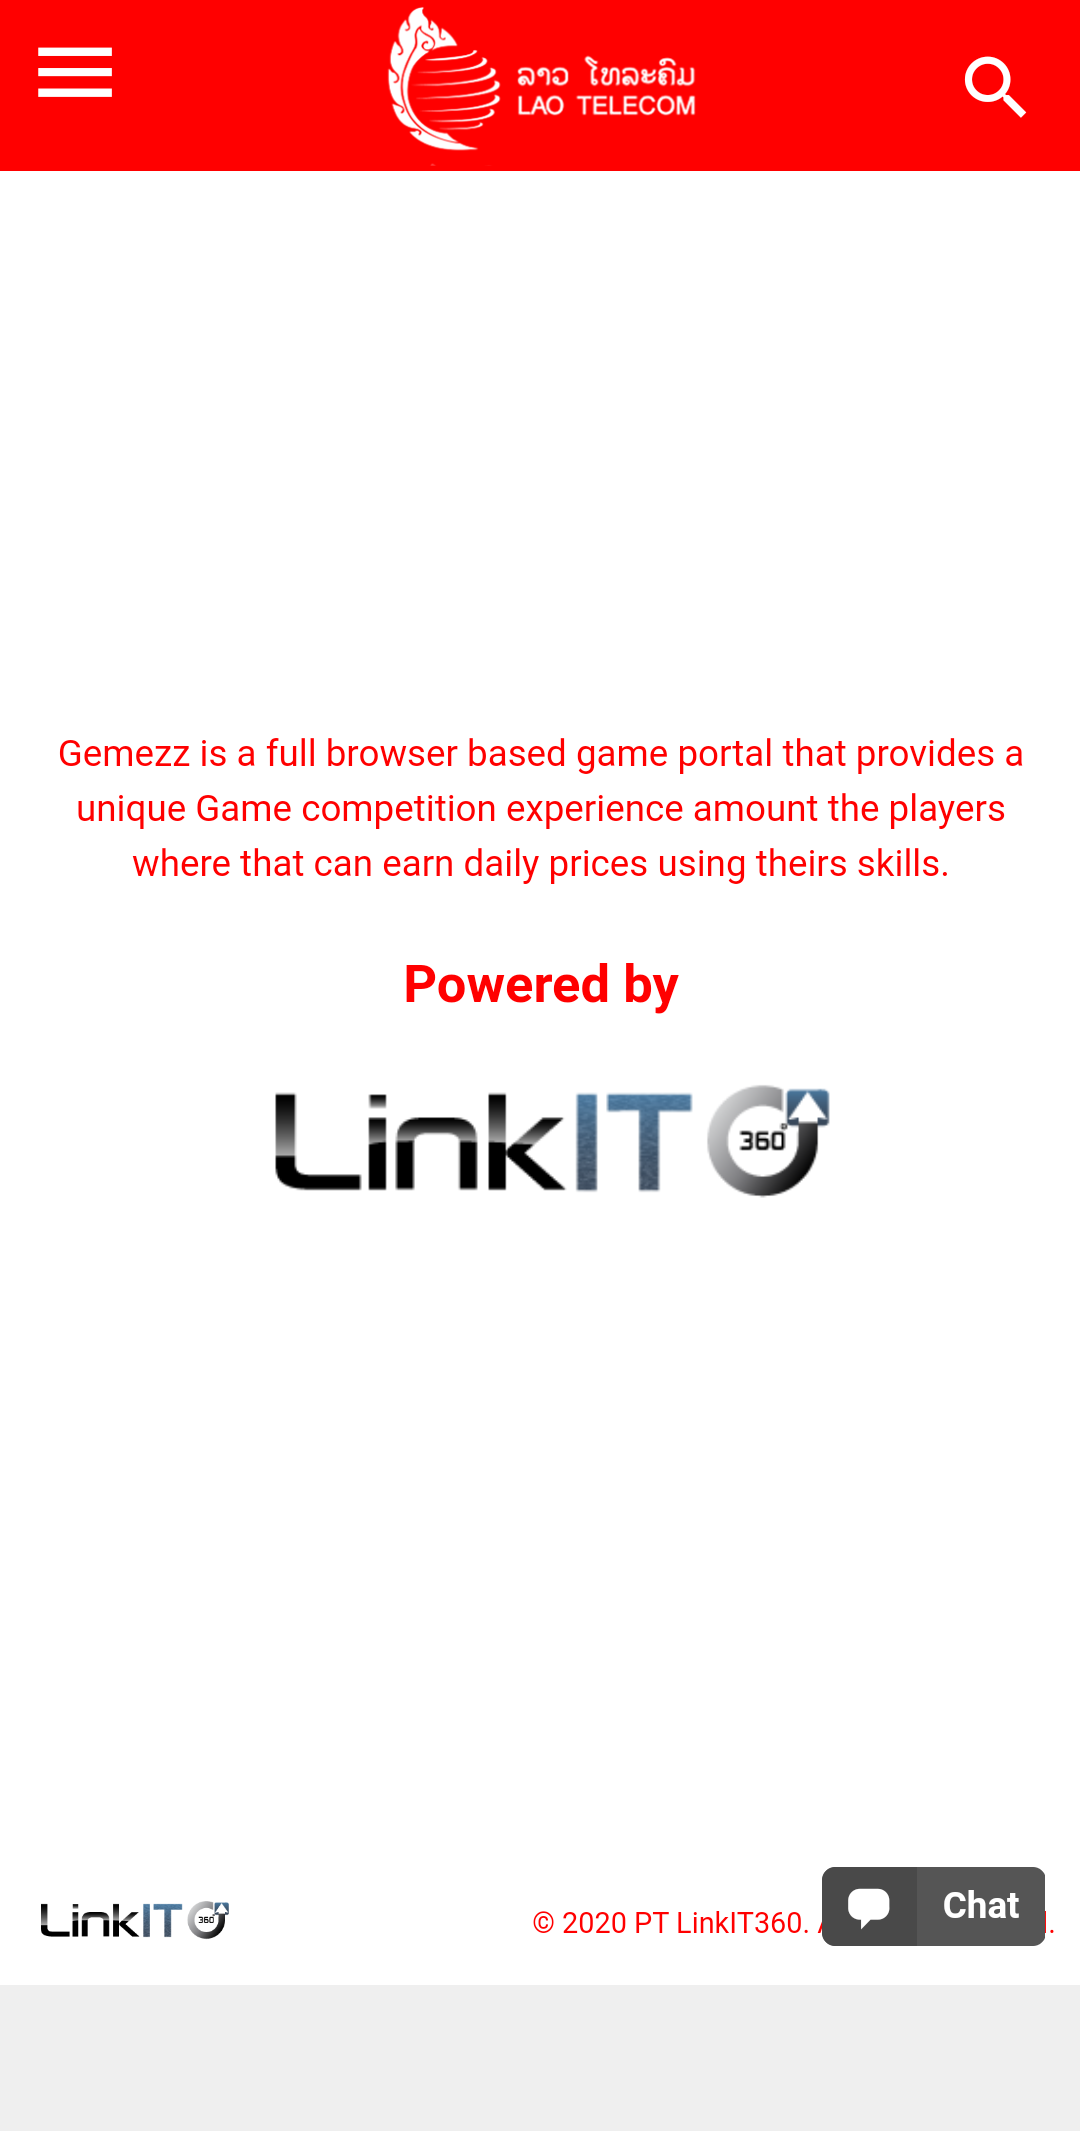 ລາວ ໂທລະຄົມ
LAO TELECOM
Gemezz is a full browser based game portal that provides a
unique Game competition experience amount the players
where that can earn daily prices using theirs skills.
Powered by
LinkIT 360°
LinkIT 360°
© 2020 PT LinkIT360.
Chat